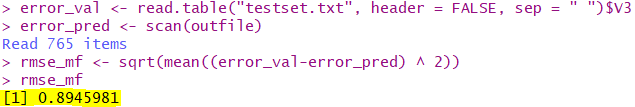 > error_val <- read.table("testset.txt", header = FALSE, sep = " ")$V3
> error_pred <- scan(outfile)
Read 765 items
> rmse_mf <- sqrt(mean((error_val-error_pred) ^ 2))
> rmse_mf
[1] 0.8945981